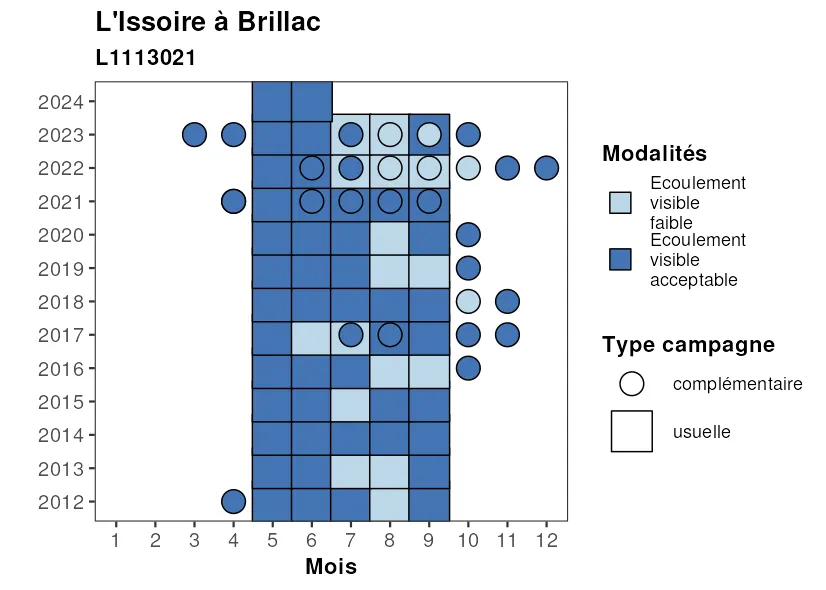 L'Issoire à Brillac
L1113021
2024
2023
2022
2021
2020
2019
2018
2017
2016
2015
2014
2013
2012
1 2 3 4 5 6 7 8 9 10 11 12
Mois
Modalités
Ecoulement
visible
faible
Ecoulement
visible
acceptable
Type campagne
complémentaire
usuelle